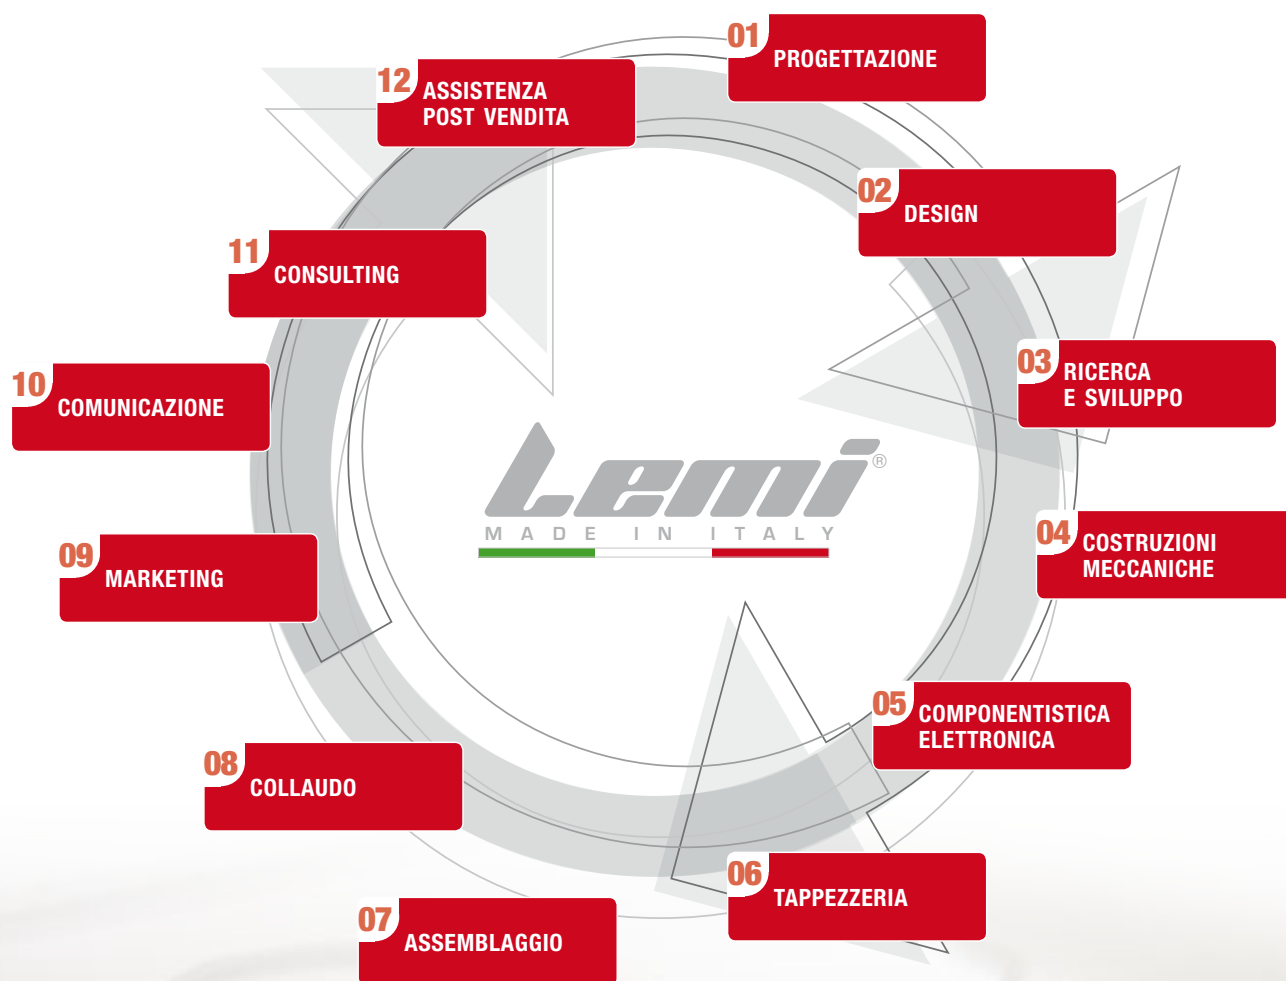 01
PROGETTAZIONE
02
DESIGN
03
RICERCA
E SVILUPPO
04
COSTRUZIONI
MECCANICHE
05
COMPONENTISTICA
ELETTRONICA
06
TAPPEZZERIA
07
ASSEMBLAGGIO
08
COLLAUDO
09
MARKETING
10
COMUNICAZIONE
11
CONSULTING
12
ASSISTENZA
POST VENDITA
Lemi®
MADE IN ITALY